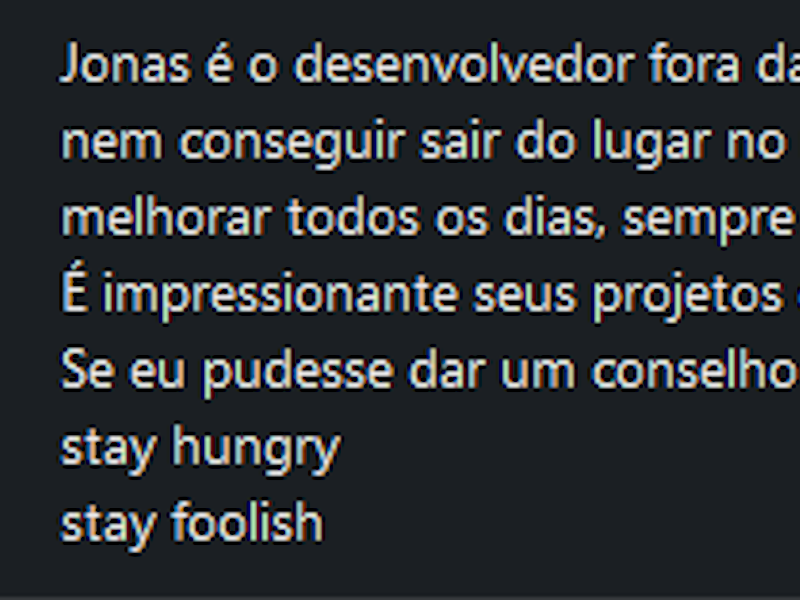 Jonas é o desenvolvedor fora da
nem conseguir sair do lugar no
melhorar todos os dias, sempre
É impressionante seus projetos
Se eu pudesse dar um conselho
stay hungry
stay foolish